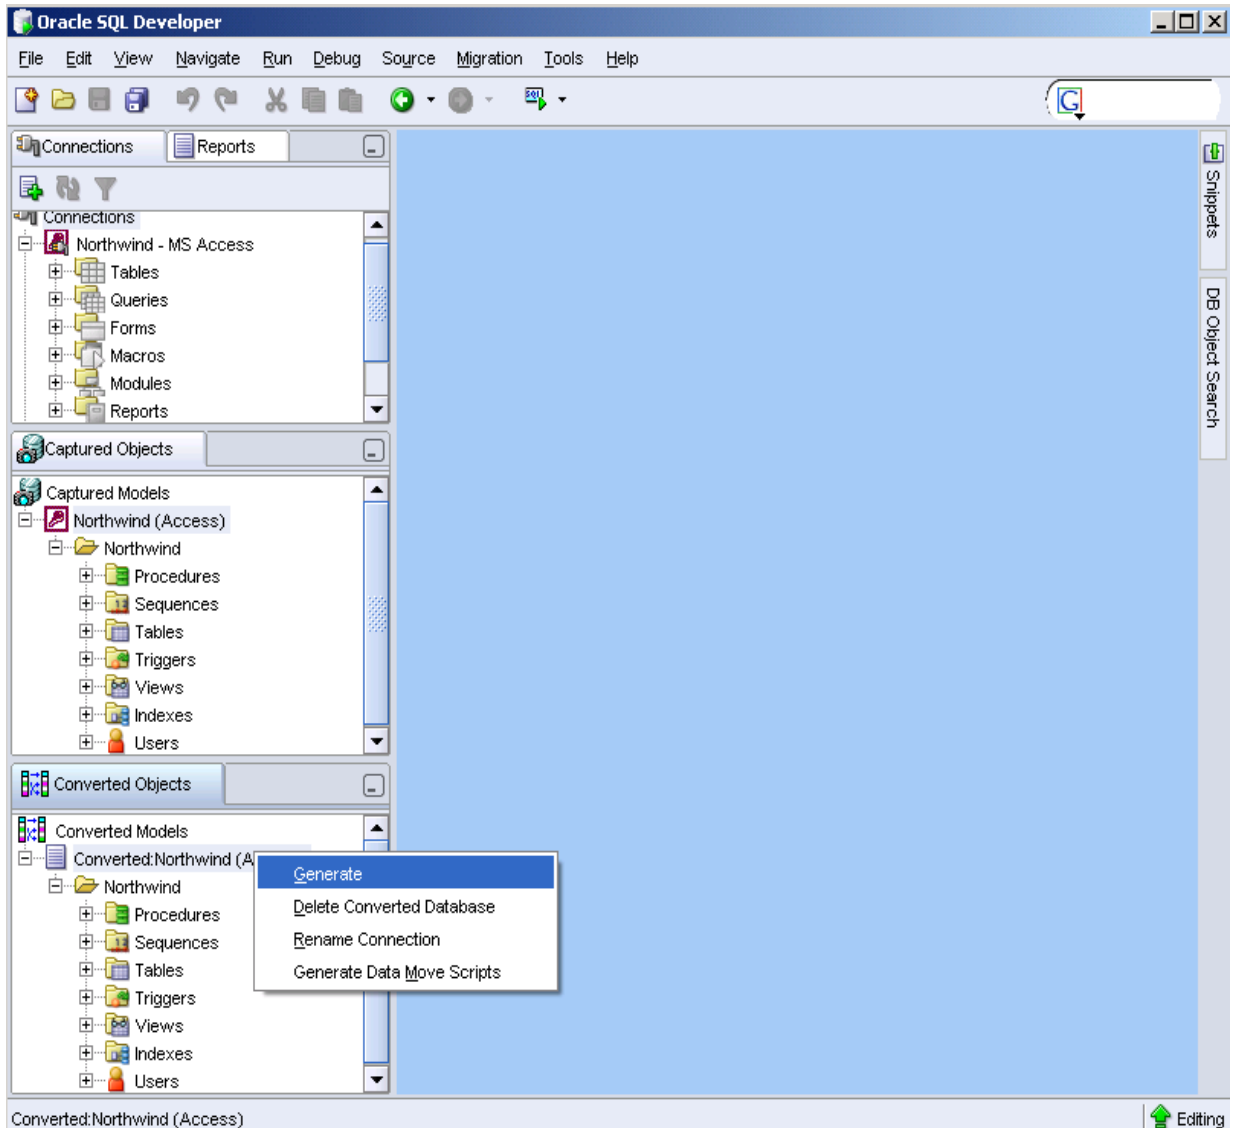 Oracle SQL Developer
File Edit View Navigate Run Debug Source Migration Tools Help
SQL
G
Connections Reports
Connections
Northwind - MS Access
Tables
Queries
Forms
Macros
Modules
Reports
Captured Objects
Captured Models
Northwind (Access)
Northwind
Procedures
Sequences
Tables
Triggers
Views
Indexes
Users
Converted Objects
Converted Models
Converted:Northwind (A
Northwind
Procedures
Sequences
Tables
Triggers
Views
Indexes
Users
Generate
Delete Converted Database
Rename Connection
Generate Data Move Scripts
Snippets
DB Object Search
Converted:Northwind (Access)
Editing